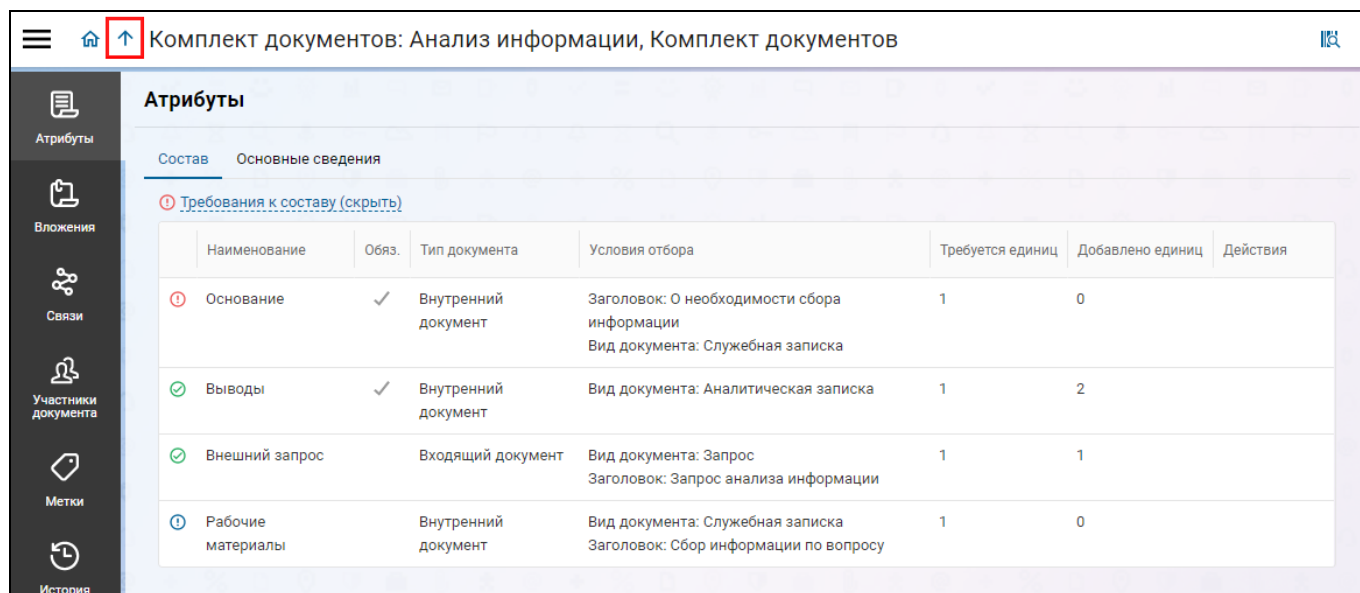 Комплект документов: Анализ информации, Комплект документов
Атрибуты
Вложения
Связи
Участники
документа
Метки
История
Атрибуты
Состав Основные сведения
Требования к составу (скрыть)
Наименование Обяз. Тип документа Условия отбора Требуется единиц Добавлено единиц Действия
Основание Внутренний Заголовок: О необходимости сбора 1 0
документ информации
Вид документа: Служебная записка
Выводы Внутренний Вид документа: Аналитическая записка 1 2
документ
Внешний запрос Входящий документ Вид документа: Запрос 1 1
Заголовок: Запрос анализа информации
Рабочие Внутренний Вид документа: Служебная записка 1 0
материалы документ Заголовок: Сбор информации по вопросу